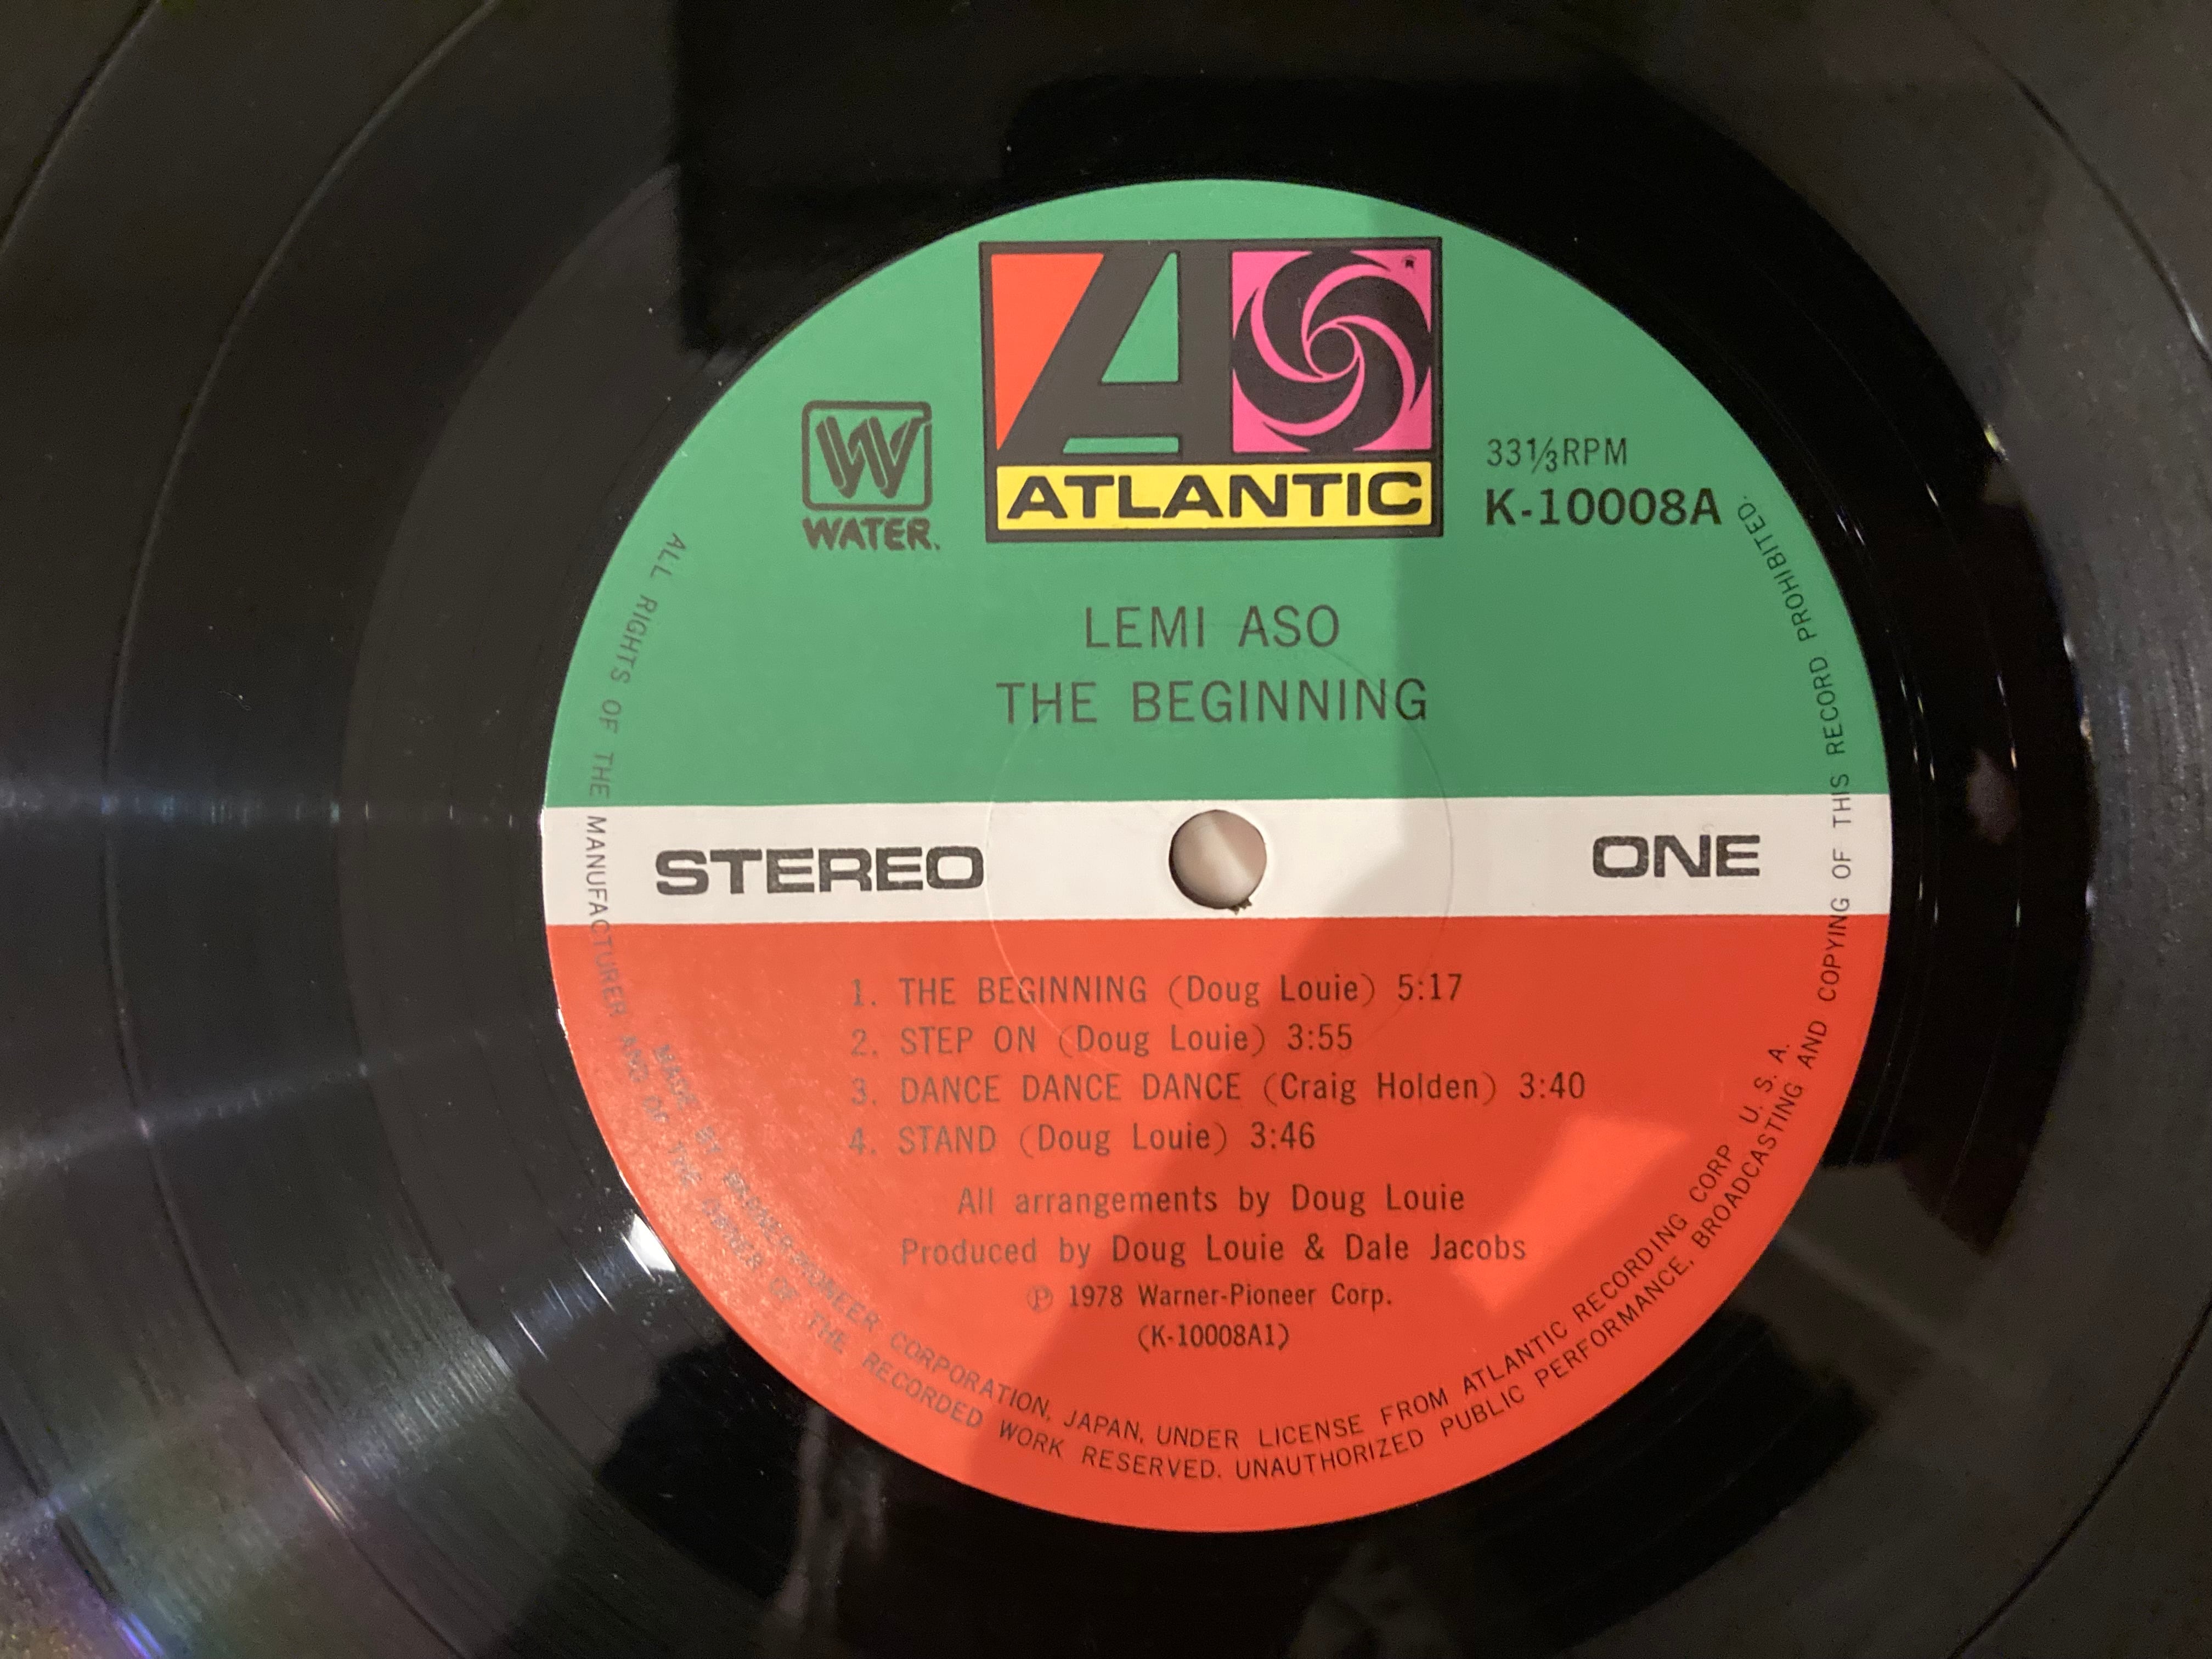 W
WATER.
A
ATLANTIC
33⅓RPM
K-10008A
LEMI ASO
THE BEGINNING
STEREO
ONE
1. THE BEGINNING (Doug Louie) 5:17
2. STEP ON (Doug Louie) 3:55
3. DANCE DANCE DANCE (Craig Holden) 3:40
4. STAND (Doug Louie) 3:46
All arrangements by Doug Louie
Produced by Doug Louie & Dale Jacobs
Ⓟ 1978 Warner-Pioneer Corp.
(K-10008A1)
MADE BY WARNER-PIONEER CORPORATION, JAPAN, UNDER LICENSE FROM ATLANTIC RECORDING CORP U. S. A.
ALL RIGHTS OF THE MANUFACTURER AND OF THE OWNER OF THE RECORDED WORK RESERVED. UNAUTHORIZED PUBLIC PERFORMANCE, BROADCASTING AND COPYING OF THIS RECORD PROHIBITED.